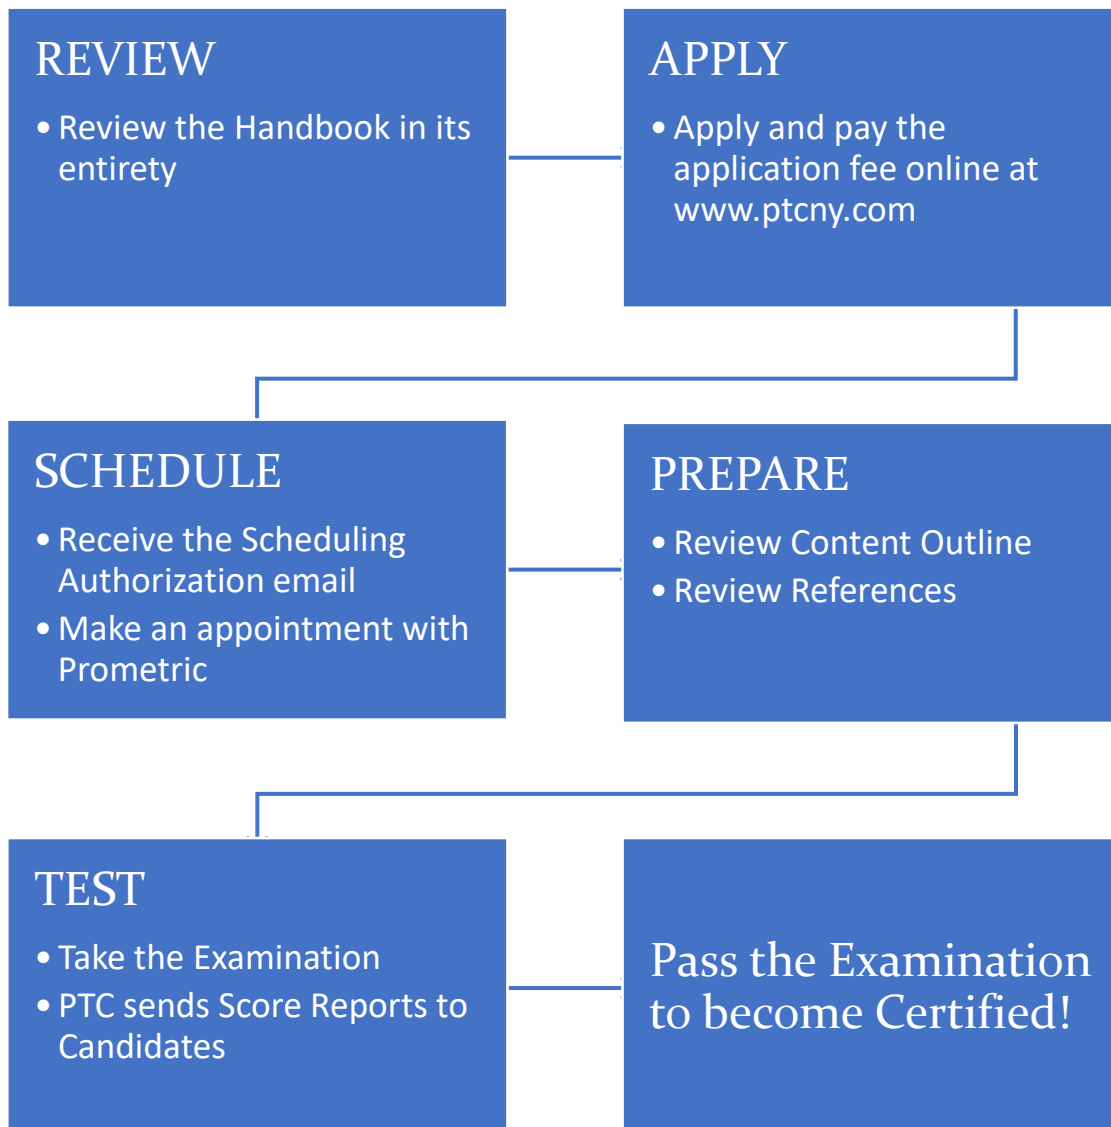 REVIEW
• Review the Handbook in its
entirety
APPLY
• Apply and pay the
application fee online at
www.ptcny.com
SCHEDULE
• Receive the Scheduling
Authorization email
• Make an appointment with
Prometric
PREPARE
• Review Content Outline
• Review References
TEST
• Take the Examination
• PTC sends Score Reports to
Candidates
Pass the Examination
to become Certified!